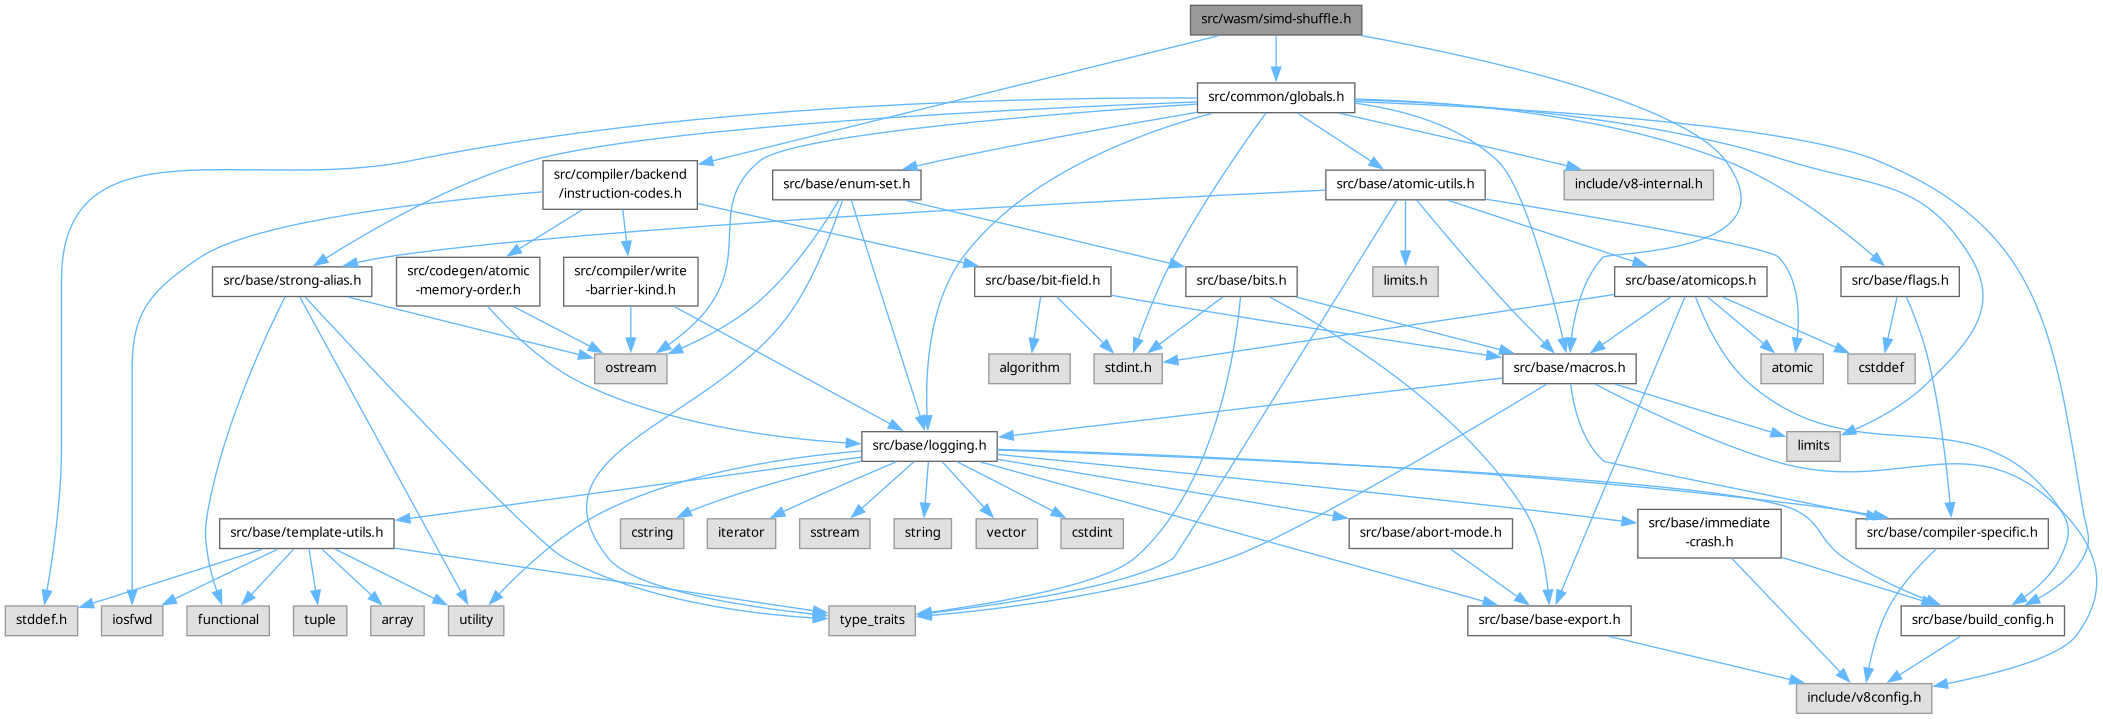 src/wasm/simd-shuffle.h
src/common/globals.h
src/compiler/backend
/instruction-codes.h
src/base/enum-set.h
src/base/atomic-utils.h
include/v8-internal.h
src/base/strong-alias.h
src/codegen/atomic
-memory-order.h
src/compiler/write
-barrier-kind.h
src/base/bit-field.h
src/base/bits.h
limits.h
src/base/atomicops.h
src/base/flags.h
ostream
algorithm
stdint.h
src/base/macros.h
atomic
cstddef
src/base/logging.h
limits
src/base/template-utils.h
cstring
iterator
sstream
string
vector
cstdint
src/base/abort-mode.h
src/base/immediate
-crash.h
src/base/compiler-specific.h
stddef.h
iosfwd
functional
tuple
array
utility
type_traits
src/base/base-export.h
src/base/build_config.h
include/v8config.h